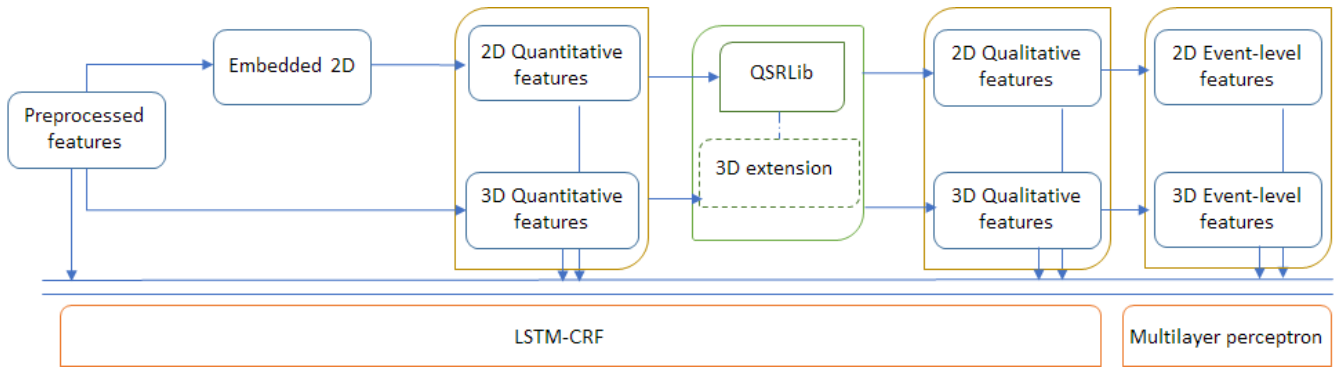 Preprocessed
features
Embedded 2D
2D Quantitative
features
3D Quantitative
features
QSRLib
3D extension
2D Qualitative
features
3D Qualitative
features
2D Event-level
features
3D Event-level
features
LSTM-CRF
Multilayer perceptron